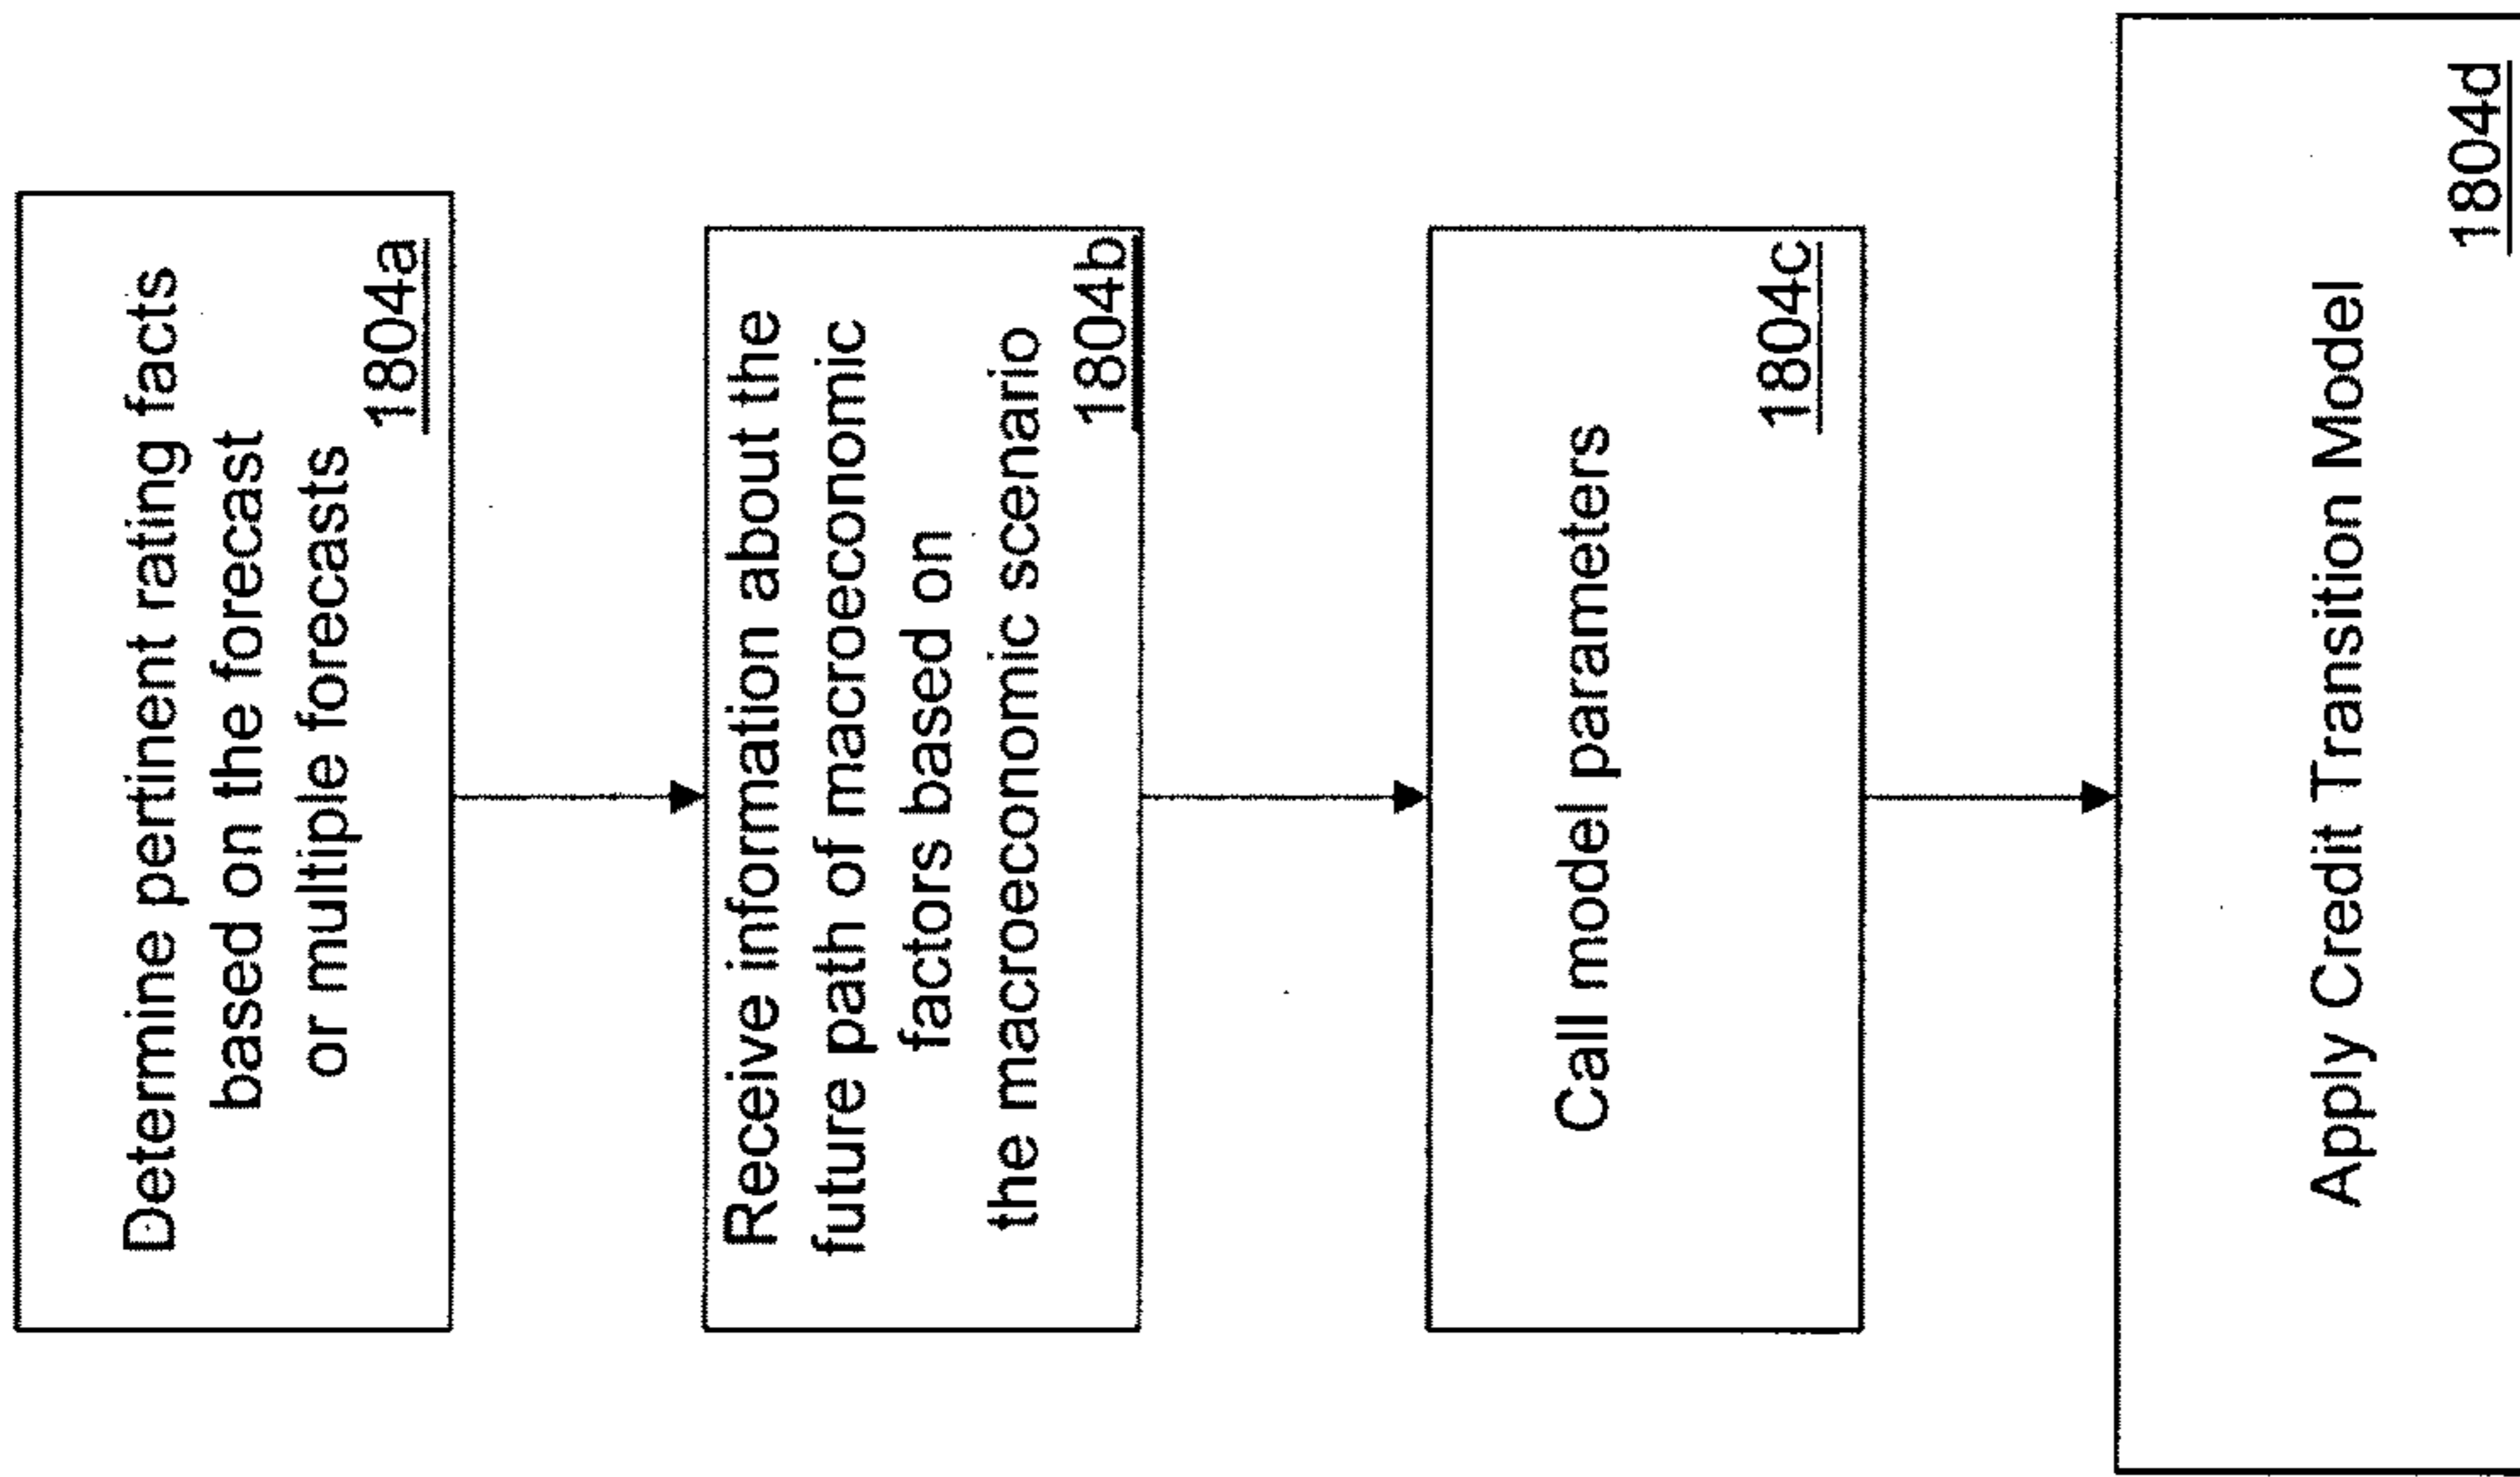 Determine pertinent rating facts
based on the forecast
or multiple forecasts
1804a
Receive information about the
future path of macroeconomic
factors based on
the macroeconomic scenario
1804b
Call model parameters
1804c
Apply Credit Transition Model
1804d